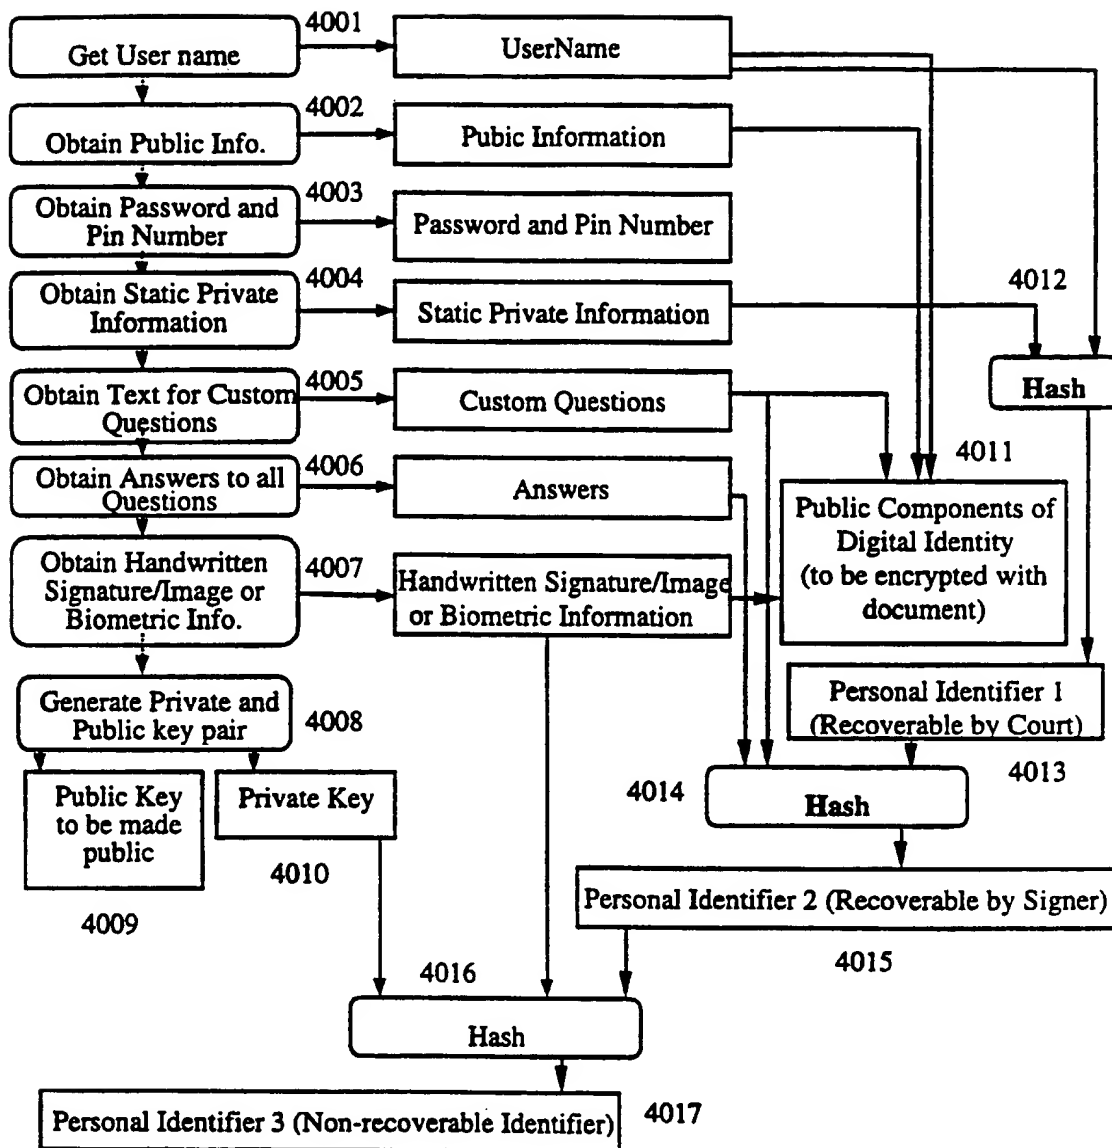 4001
Get User name
UserName
4002
Obtain Public Info.
Pubic Information
4003
Obtain Password and
Pin Number
Password and Pin Number
4004
Obtain Static Private
Information
Static Private Information
4012
Hash
4005
Obtain Text for Custom
Questions
Custom Questions
4006
Obtain Answers to all
Questions
Answers
4011
Public Components of
Digital Identity
(to be encrypted with
document)
4007
Obtain Handwritten
Signature/Image or
Biometric Info.
Handwritten Signature/Image
or Biometric Information
Generate Private and
Public key pair
4008
Personal Identifier 1
(Recoverable by Court)
4013
Public Key
to be made
public
4009
Private Key
4010
4014
Hash
Personal Identifier 2 (Recoverable by Signer)
4015
4016
Hash
Personal Identifier 3 (Non-recoverable Identifier)
4017